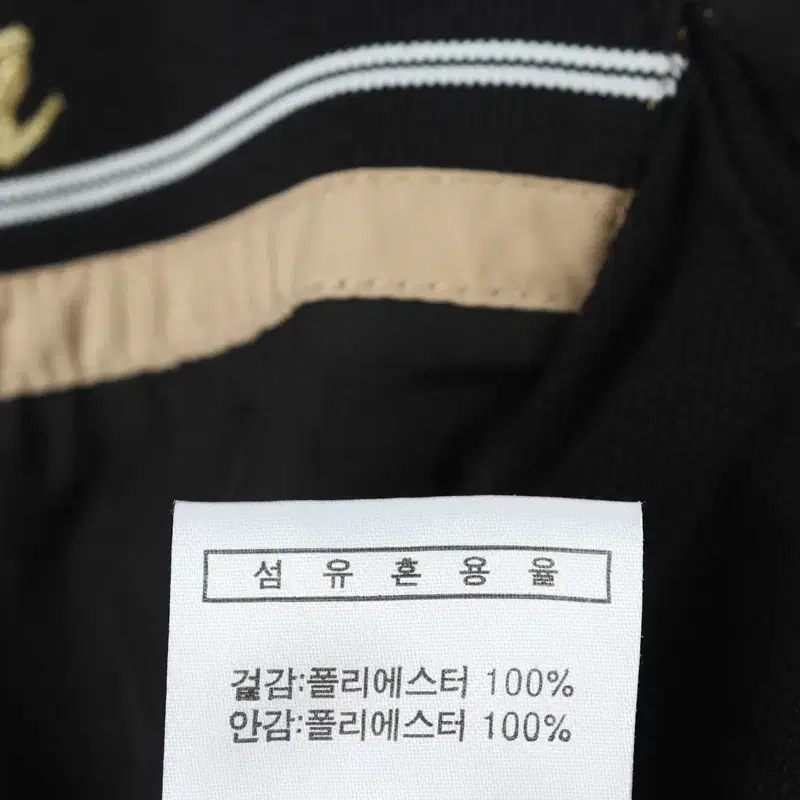 섬 유 혼 용 율
겉감:폴리에스터 100%
안감:폴리에스터 100%